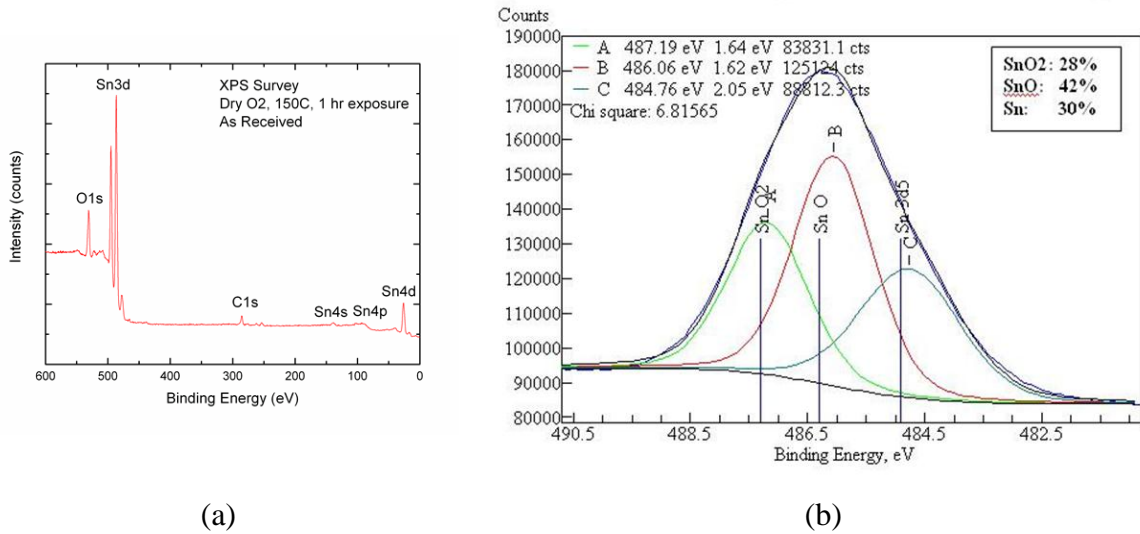 XPS Survey
Dry O2, 150C, 1 hr exposure
As Received
Sn3d
O1s
C1s
Sn4s
Sn4p
Sn4d
Intensity (counts)
600 500 400 300 200 100 0
Binding Energy (eV)
(a)
Counts
190000
180000
170000
160000
150000
140000
130000
120000
110000
100000
90000
80000
A 487.19 eV 1.64 eV 83831.1 cts
B 486.06 eV 1.62 eV 125124 cts
C 484.76 eV 2.05 eV 88812.3 cts
Chi square: 6.81565
SnO2: 28%
SnO: 42%
Sn: 30%
Sn O2
A
Sn O
B
Sn 3d5
C
490.5 488.5 486.5 484.5 482.5
Binding Energy, eV
(b)